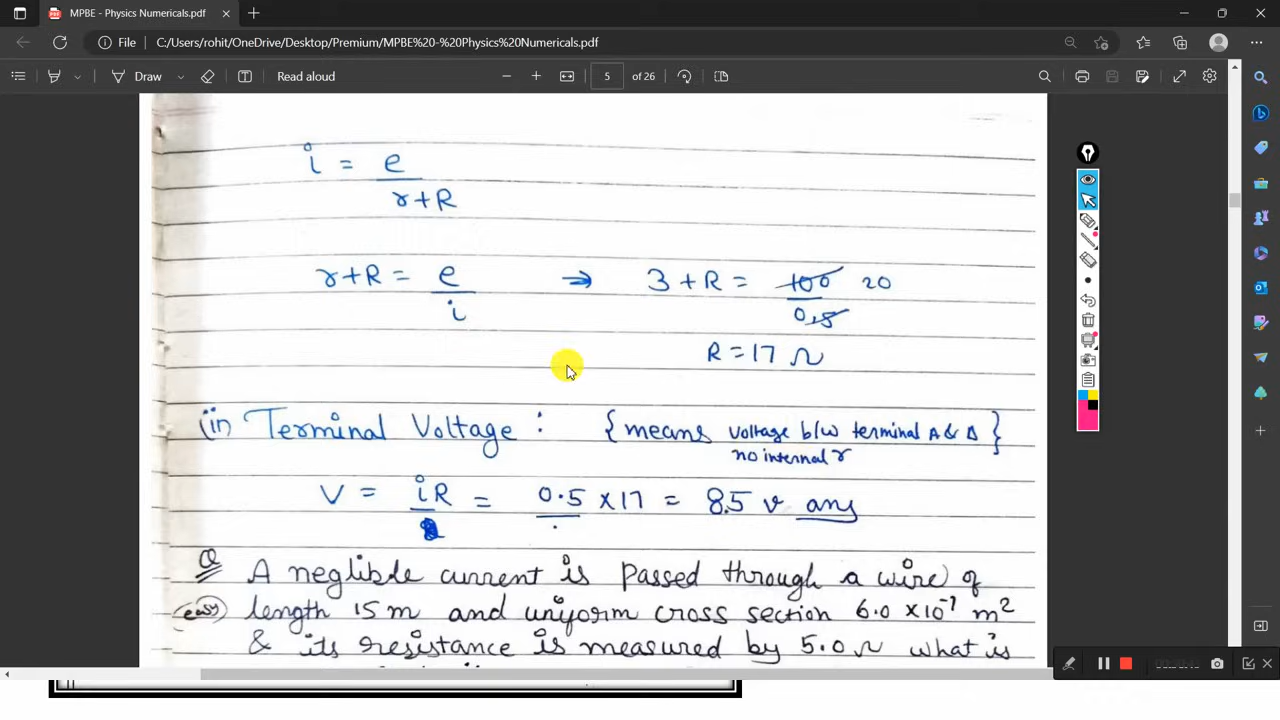 MPBE - Physics Numericals.pdf
File C:/Users/rohit/OneDrive/Desktop/Premium/MPBE%20-%20Physics%20Numericals.pdf
Draw Read aloud 5 of 26
i = e
r+R
r+R = e → 3 + R = 100 20
i 0.5
R = 17 Ω
Terminal Voltage : {means voltage b/w terminal A & B}
no internal r
V = iR = 0.5 × 17 = 8.5 v ans
Q A neglibde current is passed through a wire of
(easy) length 15 m and uniform cross section 6.0 ×10⁻⁷ m²
& its resistance is measured by 5.0 Ω what is